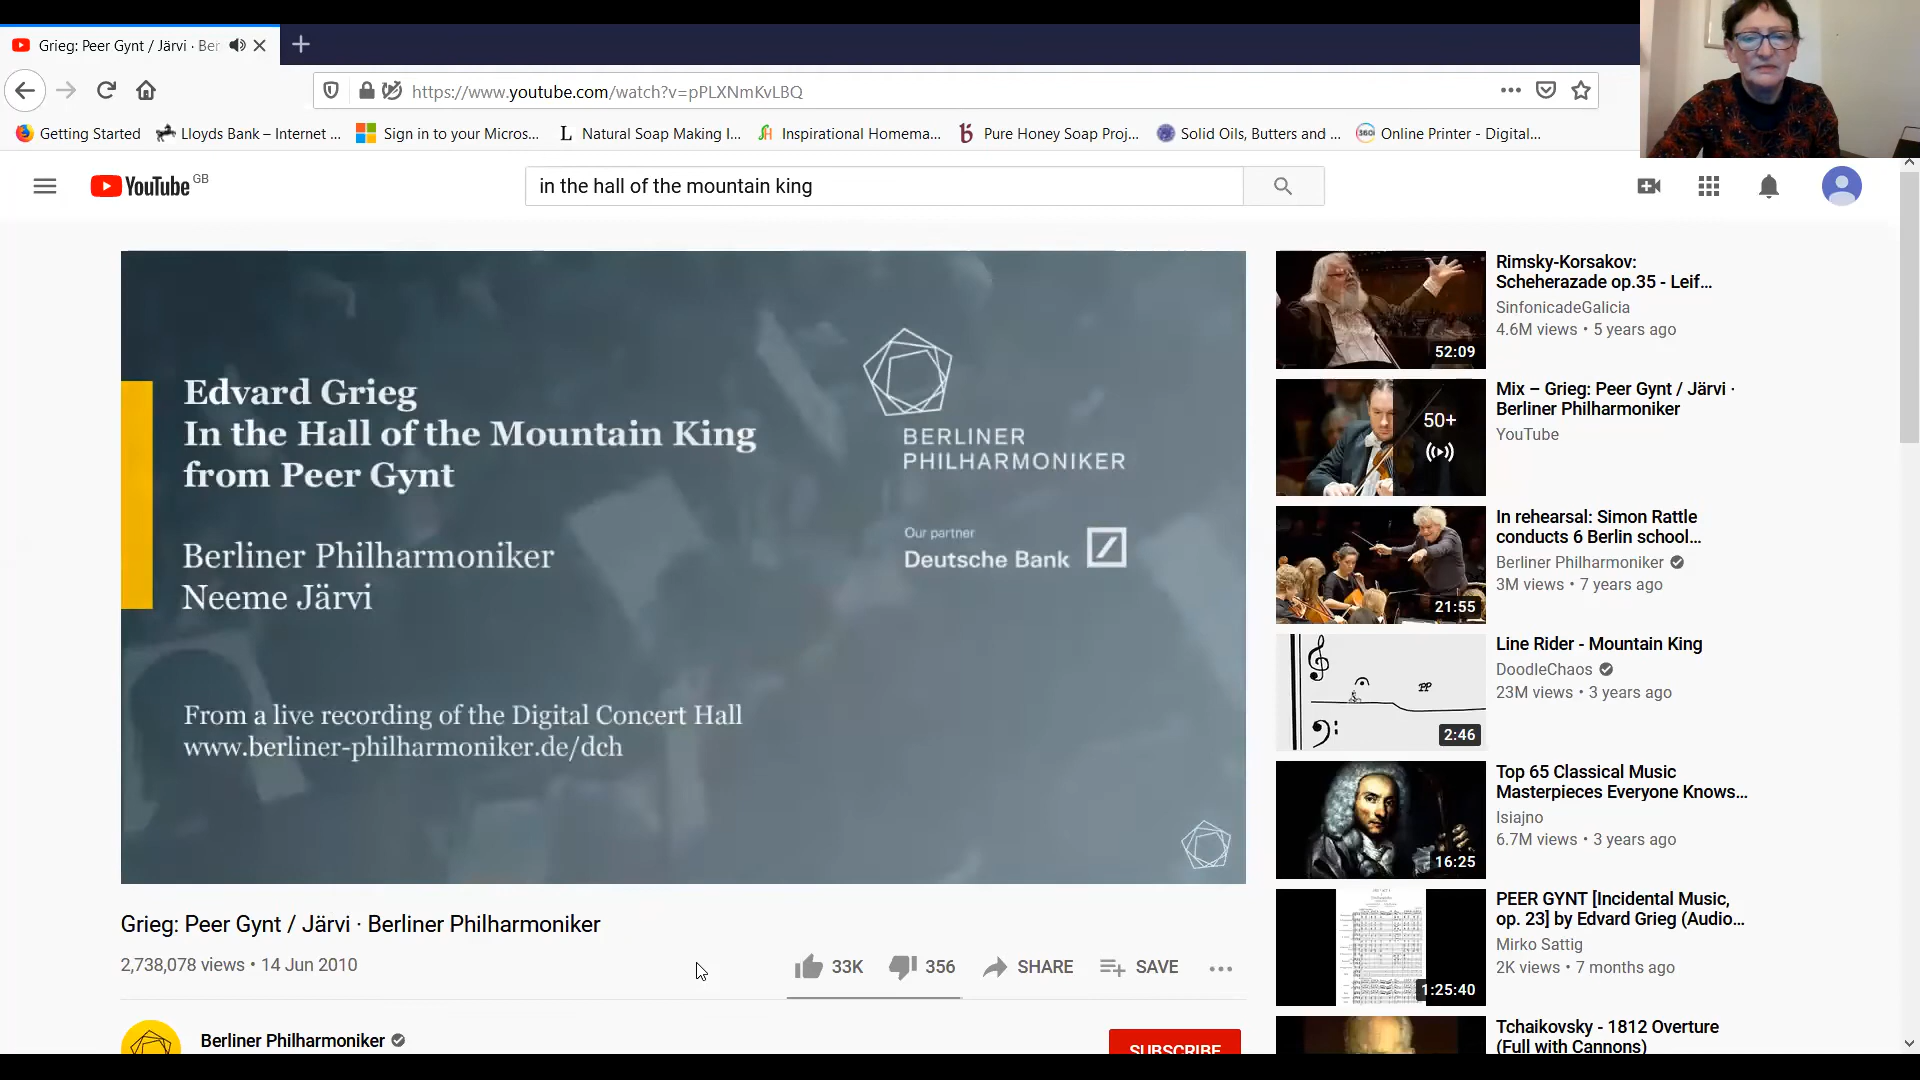 Grieg: Peer Gynt / Järvi · Ber
https://www.youtube.com/watch?v=pPLXNmKvLBQ
Getting Started
Lloyds Bank – Internet ...
Sign in to your Micros...
Natural Soap Making I...
Inspirational Homema...
Pure Honey Soap Proj...
Solid Oils, Butters and ...
Online Printer - Digital...
YouTube GB
in the hall of the mountain king
Edvard Grieg
In the Hall of the Mountain King
from Peer Gynt
Berliner Philharmoniker
Neeme Järvi
From a live recording of the Digital Concert Hall
www.berliner-philharmoniker.de/dch
BERLINER
PHILHARMONIKER
Our partner
Deutsche Bank
Grieg: Peer Gynt / Järvi · Berliner Philharmoniker
2,738,078 views • 14 Jun 2010
33K
356
SHARE
SAVE
Berliner Philharmoniker
SUBSCRIBE
52:09
Rimsky-Korsakov:
Scheherazade op.35 - Leif...
SinfonicadeGalicia
4.6M views • 5 years ago
50+
Mix – Grieg: Peer Gynt / Järvi ·
Berliner Philharmoniker
YouTube
21:55
In rehearsal: Simon Rattle
conducts 6 Berlin school...
Berliner Philharmoniker
3M views • 7 years ago
pp
2:46
Line Rider - Mountain King
DoodleChaos
23M views • 3 years ago
16:25
Top 65 Classical Music
Masterpieces Everyone Knows...
Isiajno
6.7M views • 3 years ago
1:25:40
PEER GYNT [Incidental Music,
op. 23] by Edvard Grieg (Audio...
Mirko Sattig
2K views • 7 months ago
Tchaikovsky - 1812 Overture
(Full with Cannons)